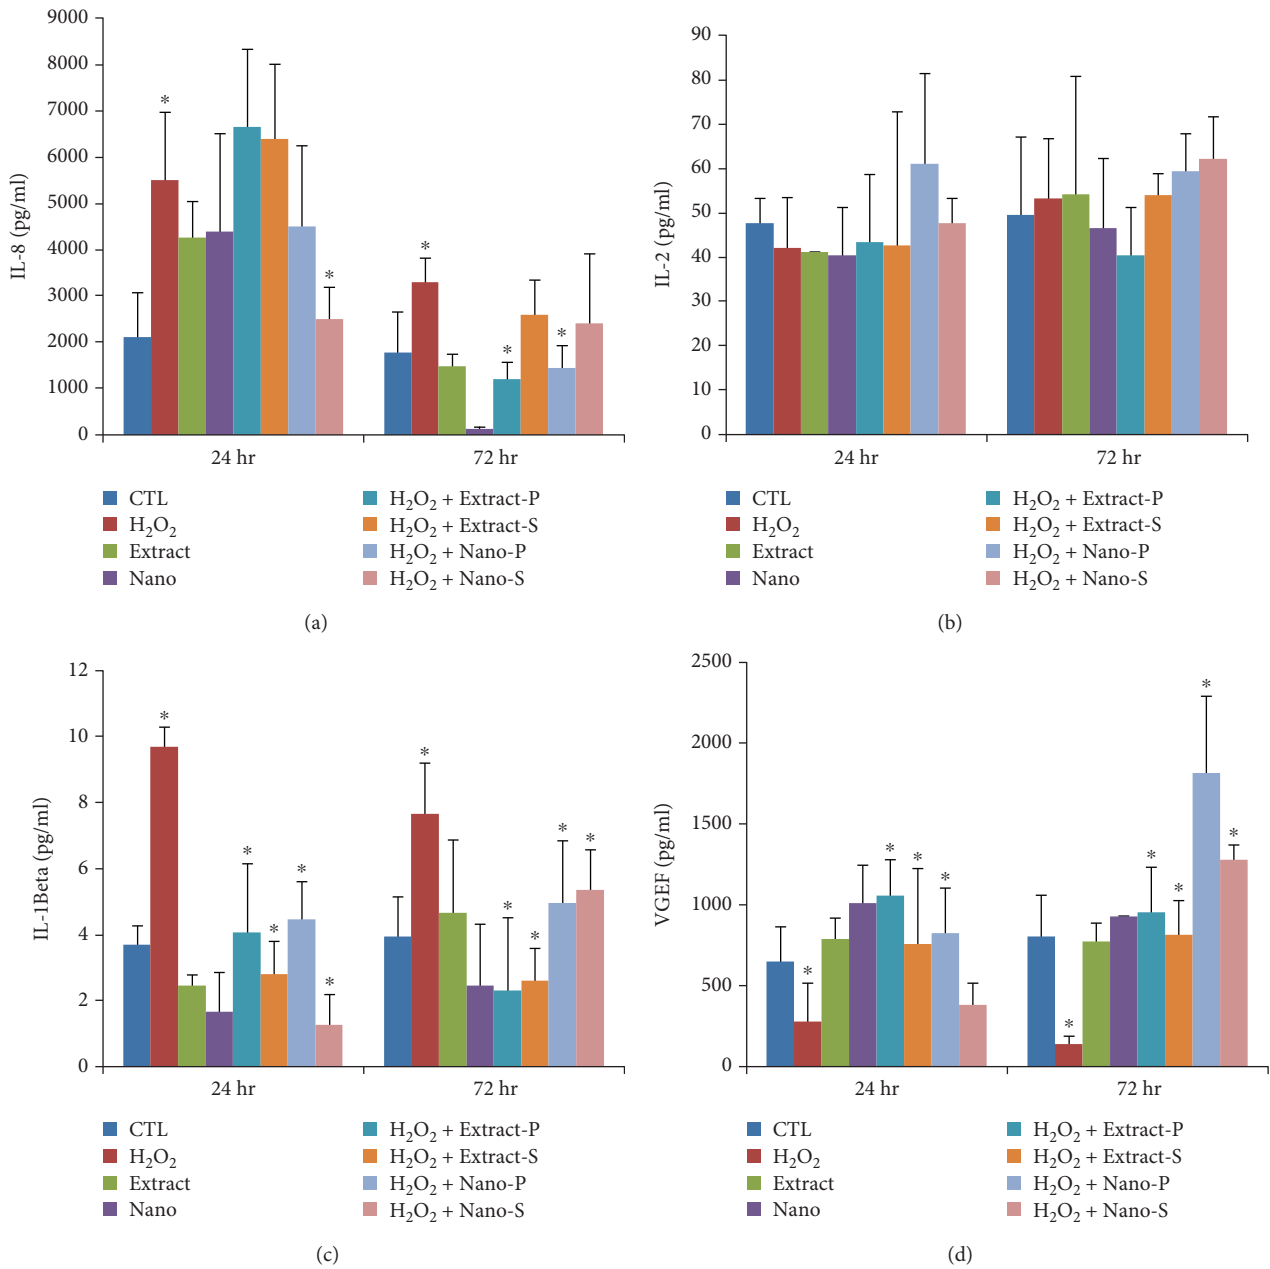 9000
8000
7000
6000
5000
4000
3000
2000
1000
0
IL-8 (pg/ml)
*
*
*
*
*
24 hr
72 hr
CTL
H₂O₂
Extract
Nano
H₂O₂ + Extract-P
H₂O₂ + Extract-S
H₂O₂ + Nano-P
H₂O₂ + Nano-S
(a)
90
80
70
60
50
40
30
20
10
0
IL-2 (pg/ml)
24 hr
72 hr
CTL
H₂O₂
Extract
Nano
H₂O₂ + Extract-P
H₂O₂ + Extract-S
H₂O₂ + Nano-P
H₂O₂ + Nano-S
(b)
12
10
8
6
4
2
0
IL-1Beta (pg/ml)
*
*
*
*
*
*
*
*
*
*
24 hr
72 hr
CTL
H₂O₂
Extract
Nano
H₂O₂ + Extract-P
H₂O₂ + Extract-S
H₂O₂ + Nano-P
H₂O₂ + Nano-S
(c)
2500
2000
1500
1000
500
0
VGEF (pg/ml)
*
*
*
*
*
*
*
*
*
24 hr
72 hr
CTL
H₂O₂
Extract
Nano
H₂O₂ + Extract-P
H₂O₂ + Extract-S
H₂O₂ + Nano-P
H₂O₂ + Nano-S
(d)